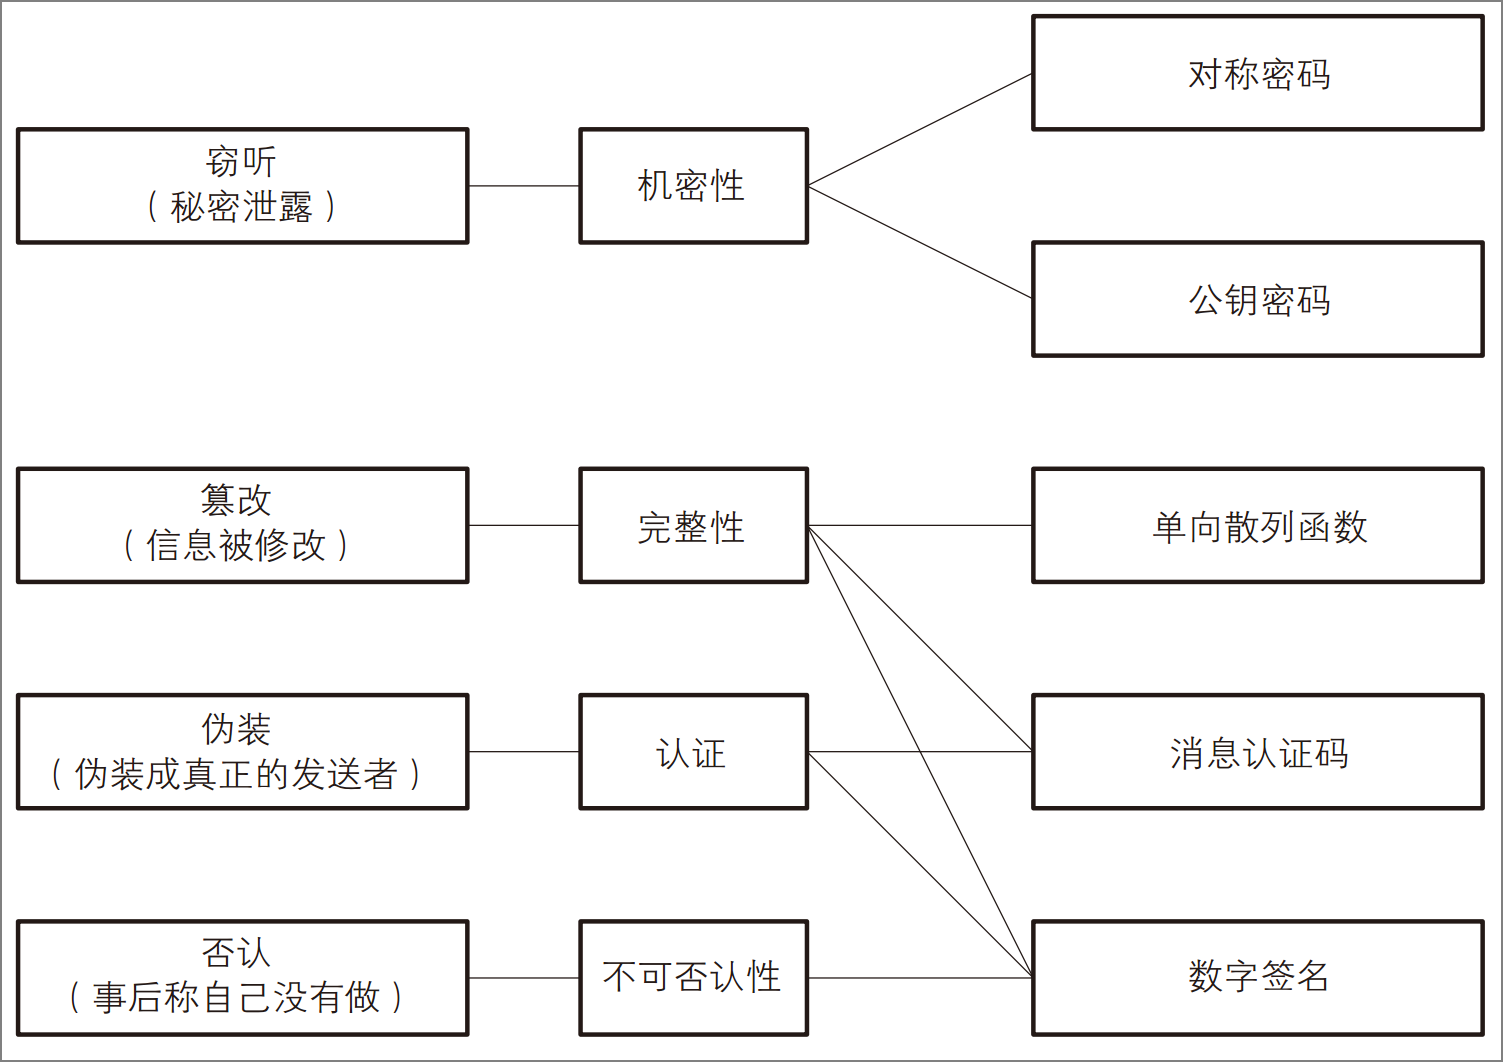 对称密码
窃听
（秘密泄露）
机密性
公钥密码
篡改
（信息被修改）
完整性
单向散列函数
伪装
（伪装成真正的发送者）
认证
消息认证码
否认
（事后称自己没有做）
不可否认性
数字签名